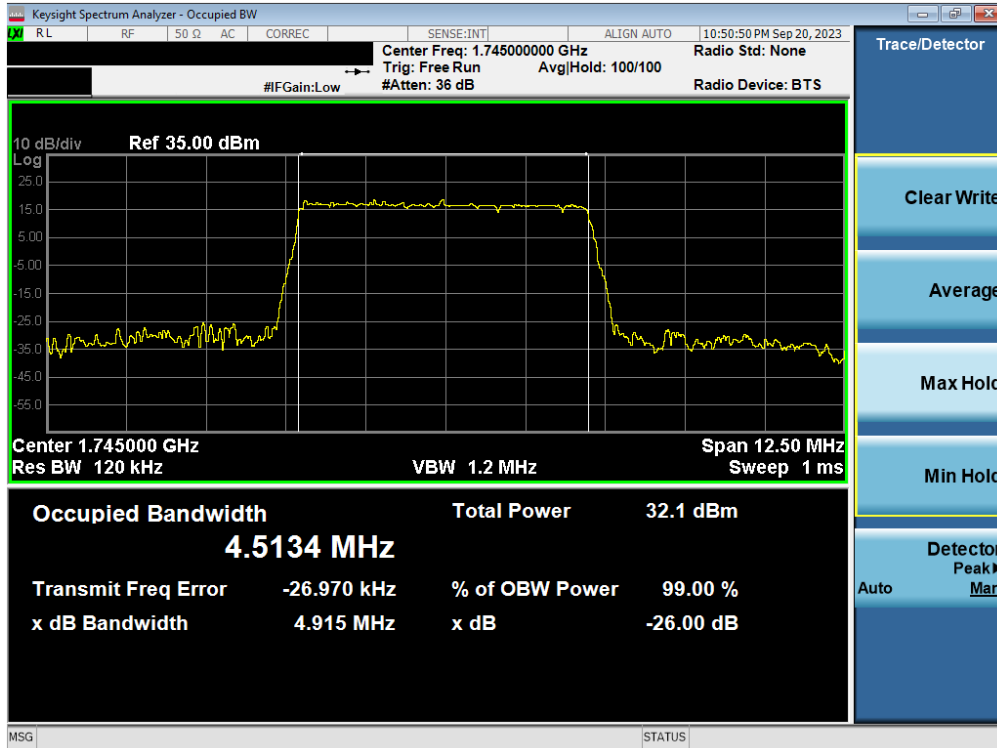 Keysight Spectrum Analyzer - Occupied BW
LXI RL RF 50 Ω AC CORREC SENSE:INT ALIGN AUTO 10:50:50 PM Sep 20, 2023
Center Freq: 1.745000000 GHz Radio Std: None
Trig: Free Run Avg|Hold: 100/100
#IFGain:Low #Atten: 36 dB Radio Device: BTS
Trace/Detector
10 dB/div Ref 35.00 dBm
Log
25.0
15.0
5.00
-5.00
-15.0
-25.0
-35.0
-45.0
-55.0
Center 1.745000 GHz Span 12.50 MHz
Res BW 120 kHz VBW 1.2 MHz Sweep 1 ms
Occupied Bandwidth Total Power 32.1 dBm
4.5134 MHz
Transmit Freq Error -26.970 kHz % of OBW Power 99.00 %
x dB Bandwidth 4.915 MHz x dB -26.00 dB
Clear Write
Average
Max Hold
Min Hold
Detector
Peak
Auto Man
MSG STATUS